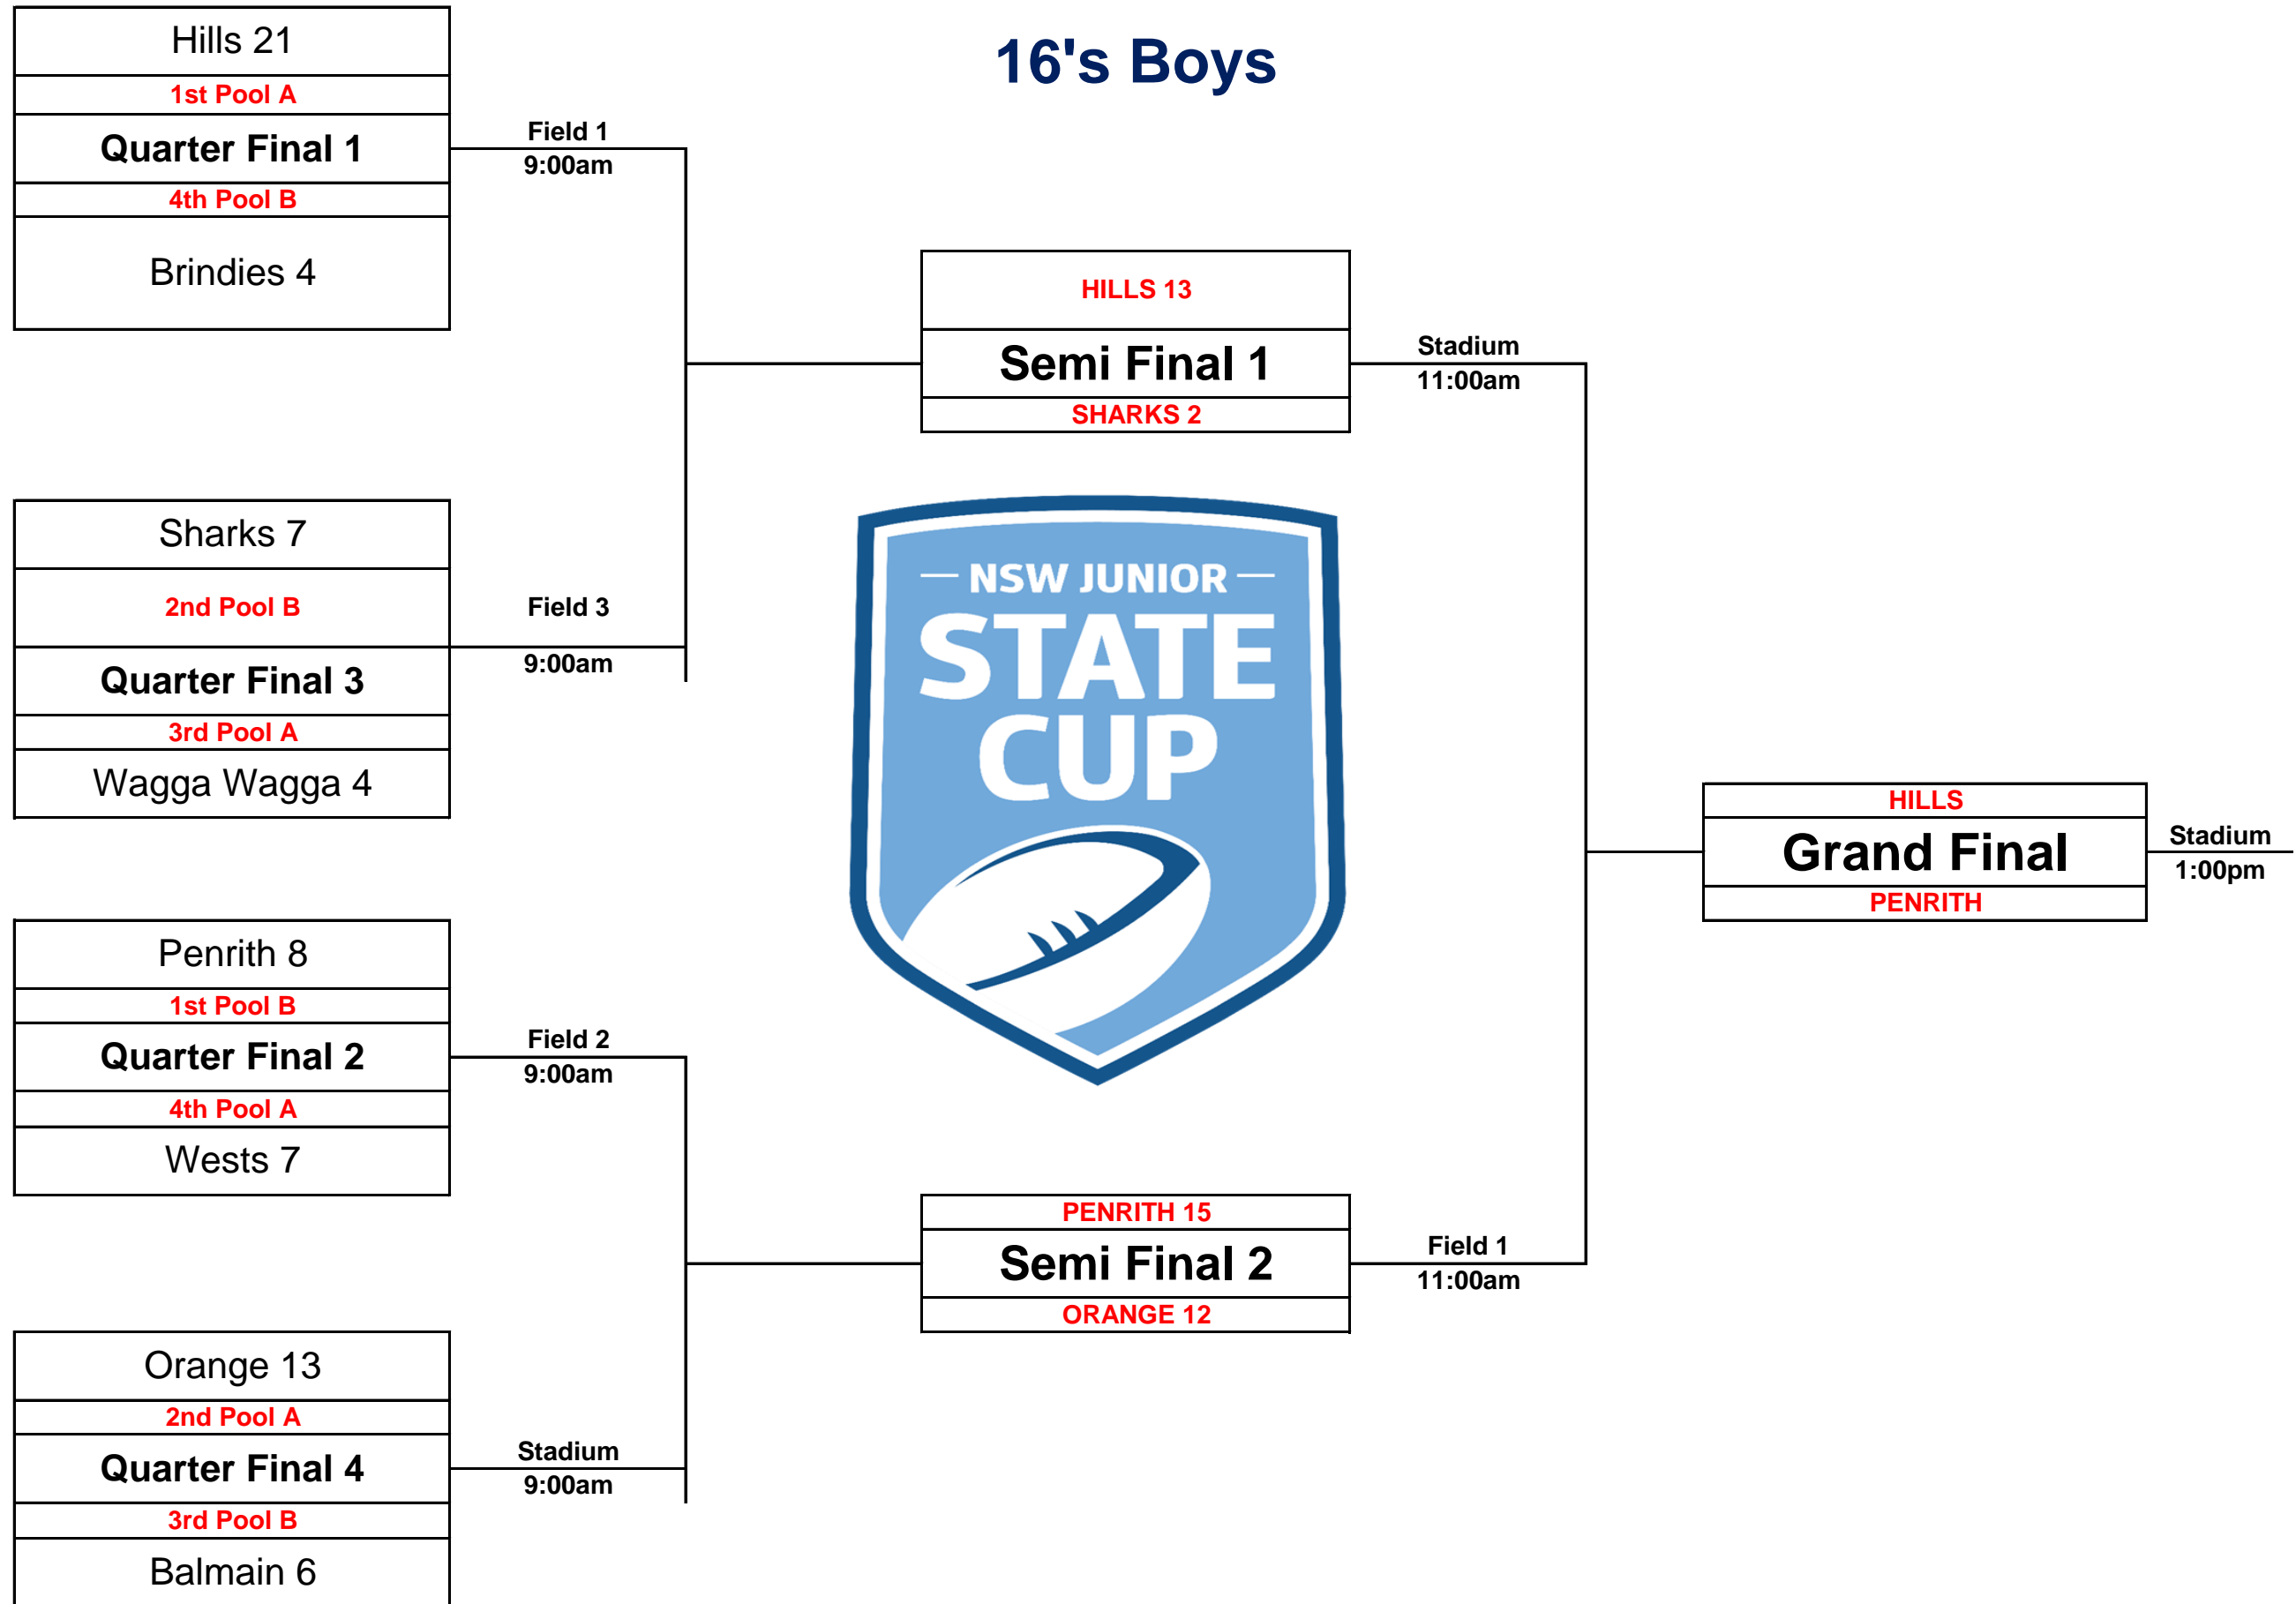 16's Boys
Hills 21
1st Pool A
Quarter Final 1
4th Pool B
Brindies 4
Field 1
9:00am
Sharks 7
2nd Pool B
Quarter Final 3
3rd Pool A
Wagga Wagga 4
Field 3
9:00am
Penrith 8
1st Pool B
Quarter Final 2
4th Pool A
Wests 7
Field 2
9:00am
Orange 13
2nd Pool A
Quarter Final 4
3rd Pool B
Balmain 6
Stadium
9:00am
HILLS 13
Semi Final 1
SHARKS 2
Stadium
11:00am
NSW JUNIOR
STATE
CUP
PENRITH 15
Semi Final 2
ORANGE 12
Field 1
11:00am
HILLS
Grand Final
PENRITH
Stadium
1:00pm